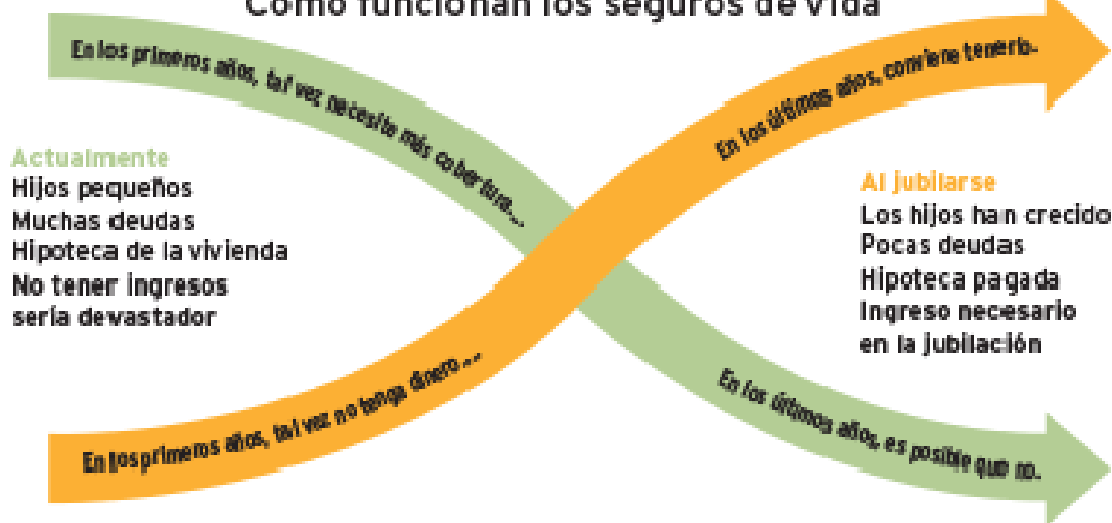 Cómo funcionan los seguros de vida
En los primeros años, tal vez necesite más cobertura...
En los últimos años, conviene tenerlo.
Actualmente
Hijos pequeños
Muchas deudas
Hipoteca de la vivienda
No tener ingresos
sería devastador
Al jubilarse
Los hijos han crecido
Pocas deudas
Hipoteca pagada
Ingreso necesario
en la jubilación
En los primeros años, tal vez no tenga dinero...
En los últimos años, es posible que no.